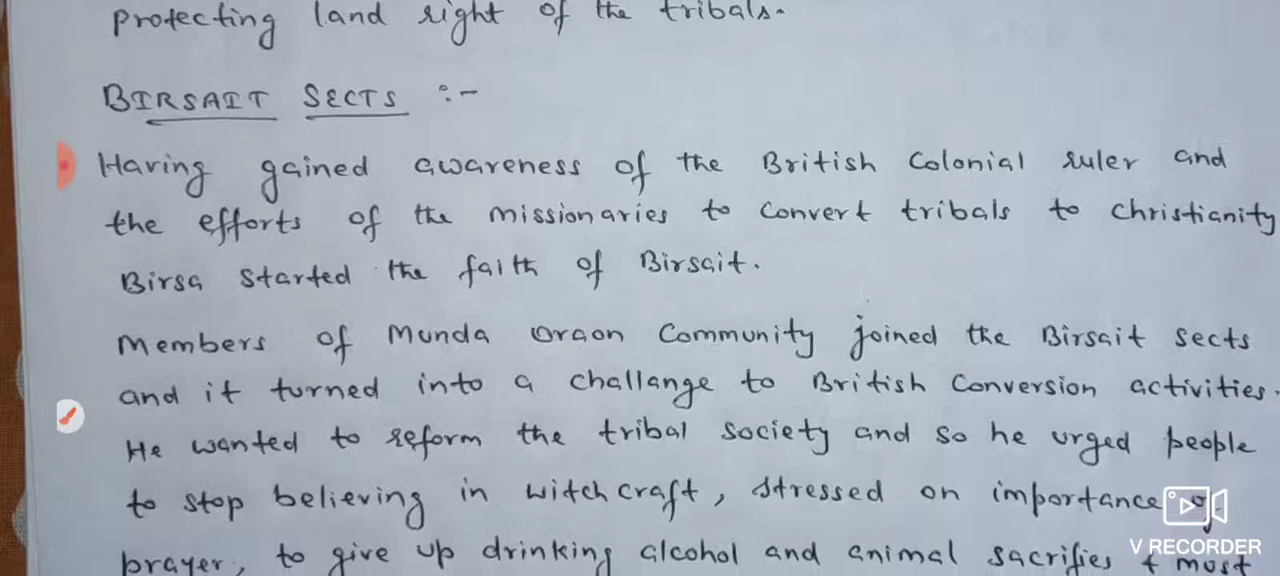 protecting land right of the tribals.
BIRSAIT SECTS :-
Having gained awareness of the British Colonial ruler and
the efforts of the missionaries to convert tribals to christianity
Birsa started the faith of Birsait.
Members of Munda Oraon Community joined the Birsait sects
and it turned into a challange to British Conversion activities.
He wanted to reform the tribal society and so he urged people
to stop believing in witchcraft, stressed on importance of
prayer, to give up drinking alcohol and animal sacrifies & most
V RECORDER